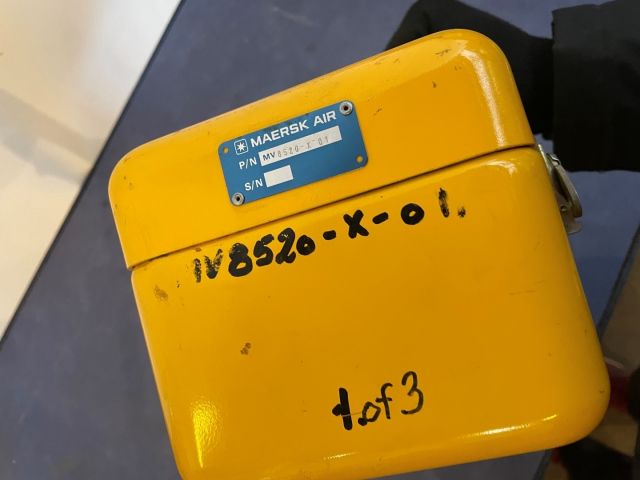 MAERSK AIR
P/N MV8520-X-01
S/N
MV8520-X-01
1 of 3